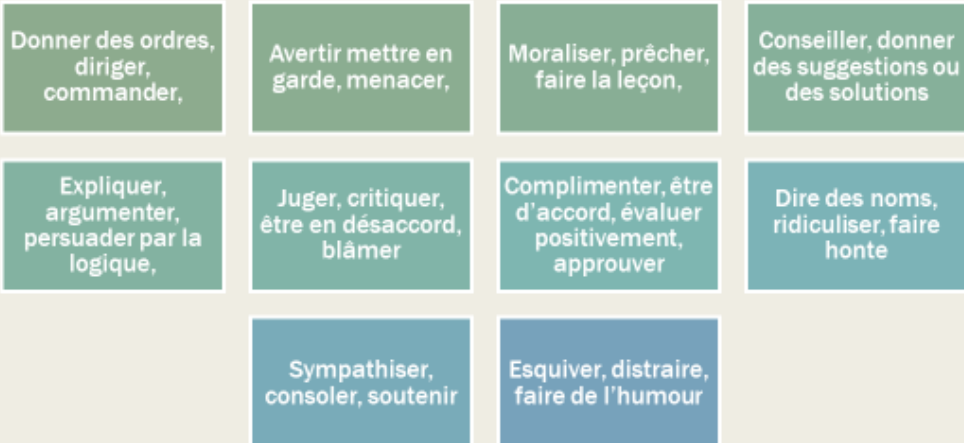 Donner des ordres,
diriger,
commander,
Avertir mettre en
garde, menacer,
Moraliser, prêcher,
faire la leçon,
Conseiller, donner
des suggestions ou
des solutions
Expliquer,
argumenter,
persuader par la
logique,
Juger, critiquer,
être en désaccord,
blâmer
Complimenter, être
d'accord, évaluer
positivement,
approuver
Dire des noms,
ridiculiser, faire
honte
Sympathiser,
consoler, soutenir
Esquiver, distraire,
faire de l'humour